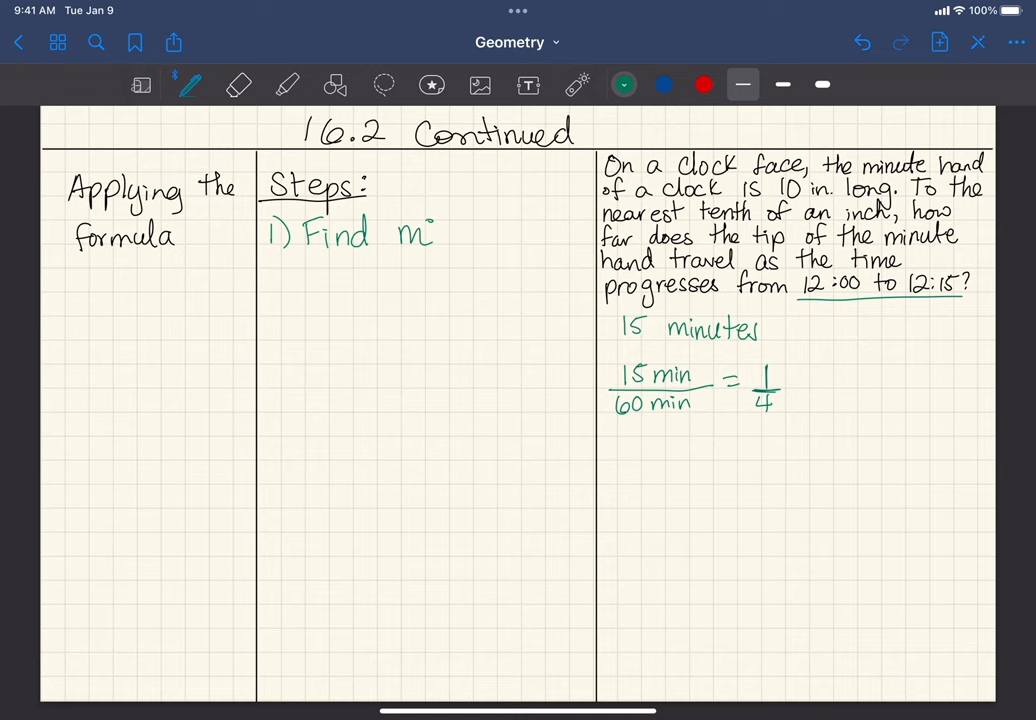 9:41 AM Tue Jan 9
100%
Geometry
T
16.2 Continued
Applying the
formula
Steps:
1) Find m
On a clock face, the minute hand
of a clock is 10 in. long. To the
nearest tenth of an inch, how
far does the tip of the minute
hand travel as the time
progresses from 12:00 to 12:15?
15 minutes
15 min
60 min
= 1
4